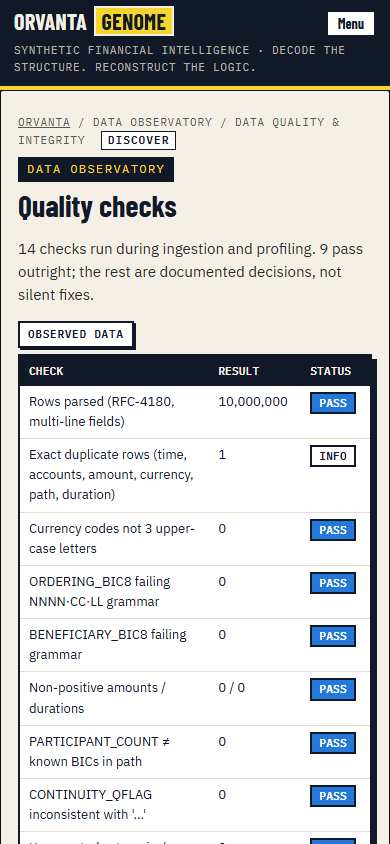 ORVANTA GENOME
Menu
SYNTHETIC FINANCIAL INTELLIGENCE · DECODE THE
STRUCTURE. RECONSTRUCT THE LOGIC.
ORVANTA / DATA OBSERVATORY / DATA QUALITY &
INTEGRITY DISCOVER
DATA OBSERVATORY
Quality checks
14 checks run during ingestion and profiling. 9 pass
outright; the rest are documented decisions, not
silent fixes.
OBSERVED DATA
CHECK RESULT STATUS
Rows parsed (RFC-4180, 10,000,000 PASS
multi-line fields)
Exact duplicate rows (time, 1 INFO
accounts, amount, currency,
path, duration)
Currency codes not 3 upper- 0 PASS
case letters
ORDERING_BIC8 failing 0 PASS
NNNN·CC·LL grammar
BENEFICIARY_BIC8 failing 0 PASS
grammar
Non-positive amounts / 0 / 0 PASS
durations
PARTICIPANT_COUNT ≠ 0 PASS
known BICs in path
CONTINUITY_QFLAG 0 PASS
inconsistent with '...'